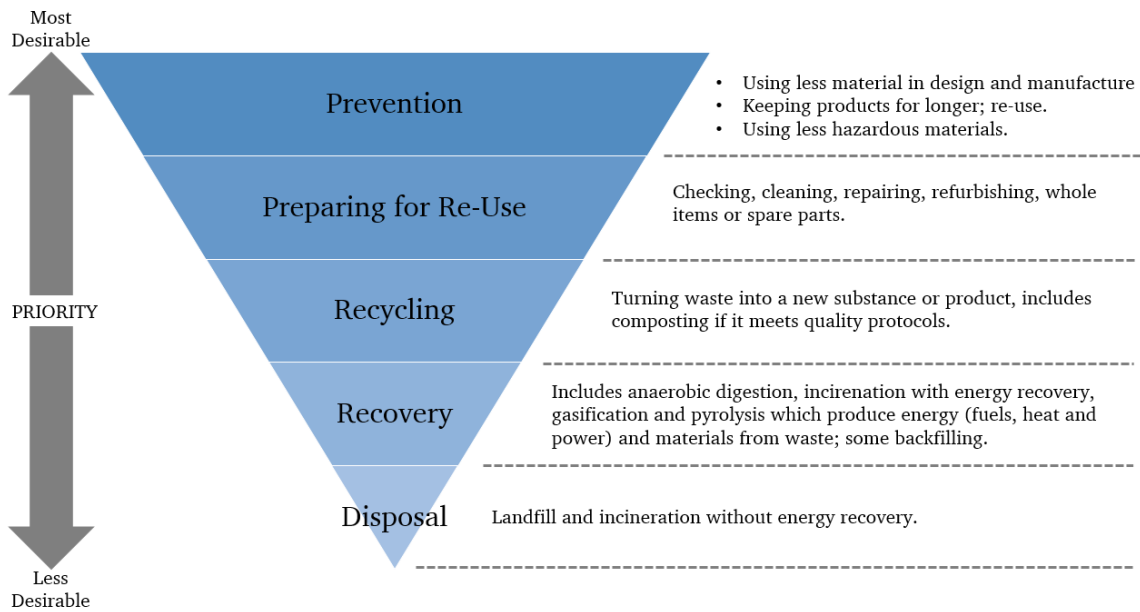 Most
Desirable
Prevention
• Using less material in design and manufacture
• Keeping products for longer; re-use.
• Using less hazardous materials.
Preparing for Re-Use
Checking, cleaning, repairing, refurbishing, whole
items or spare parts.
PRIORITY
Recycling
Turning waste into a new substance or product, includes
composting if it meets quality protocols.
Recovery
Includes anaerobic digestion, incirenation with energy recovery,
gasification and pyrolysis which produce energy (fuels, heat and
power) and materials from waste; some backfilling.
Disposal
Landfill and incineration without energy recovery.
Less
Desirable